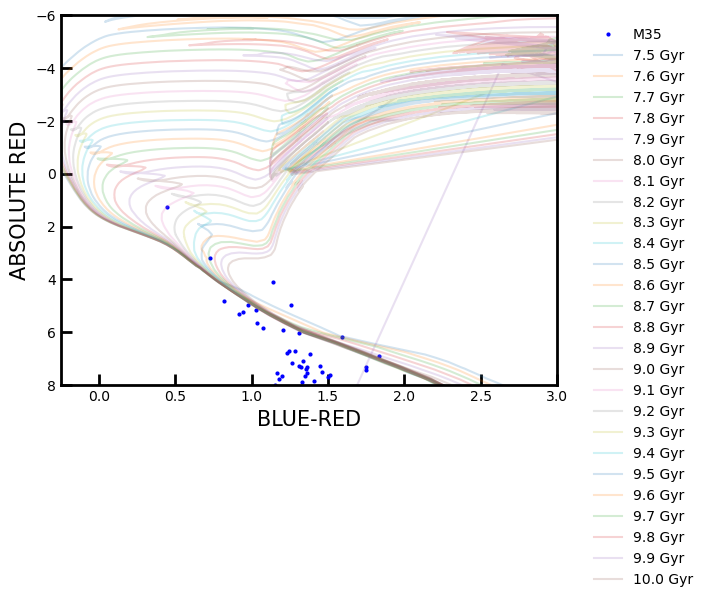 −6
−4
−2
0
2
4
6
8
ABSOLUTE RED
0.0 0.5 1.0 1.5 2.0 2.5 3.0
BLUE-RED
M35
7.5 Gyr
7.6 Gyr
7.7 Gyr
7.8 Gyr
7.9 Gyr
8.0 Gyr
8.1 Gyr
8.2 Gyr
8.3 Gyr
8.4 Gyr
8.5 Gyr
8.6 Gyr
8.7 Gyr
8.8 Gyr
8.9 Gyr
9.0 Gyr
9.1 Gyr
9.2 Gyr
9.3 Gyr
9.4 Gyr
9.5 Gyr
9.6 Gyr
9.7 Gyr
9.8 Gyr
9.9 Gyr
10.0 Gyr